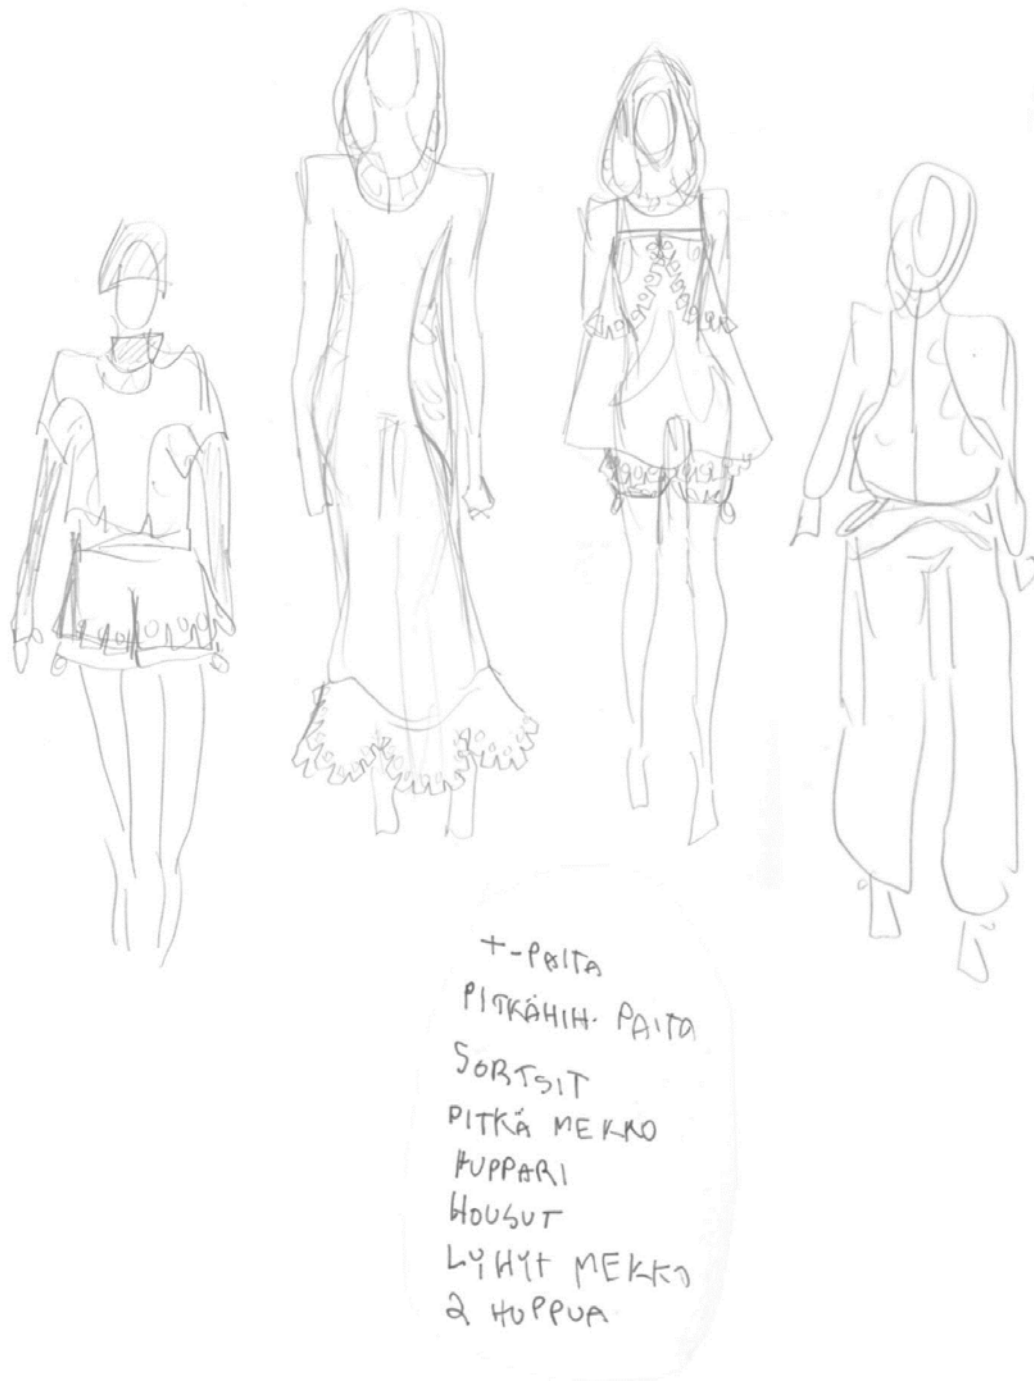 T-PAITA
PITKÄHIH. PAITA
SORTSIT
PITKÄ MEKKO
HUPPARI
HOUSUT
LYHYT MEKKO
2 HUPPUA